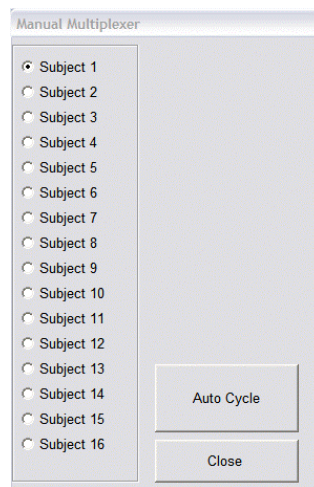 Manual Multiplexer
Subject 1
Subject 2
Subject 3
Subject 4
Subject 5
Subject 6
Subject 7
Subject 8
Subject 9
Subject 10
Subject 11
Subject 12
Subject 13
Subject 14
Subject 15
Subject 16
Auto Cycle
Close